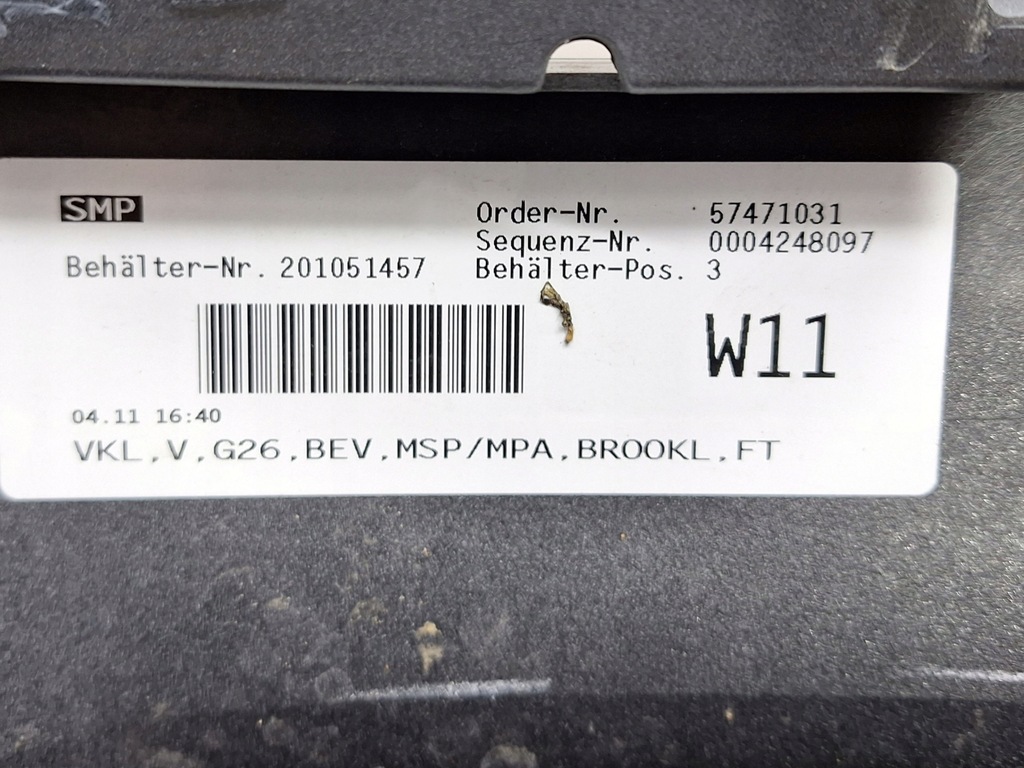 SMP
Order-Nr. 57471031
Sequenz-Nr. 0004248097
Behälter-Nr. 201051457 Behälter-Pos. 3
W11
04.11 16:40
VKL,V,G26,BEV,MSP/MPA,BROOKL,FT